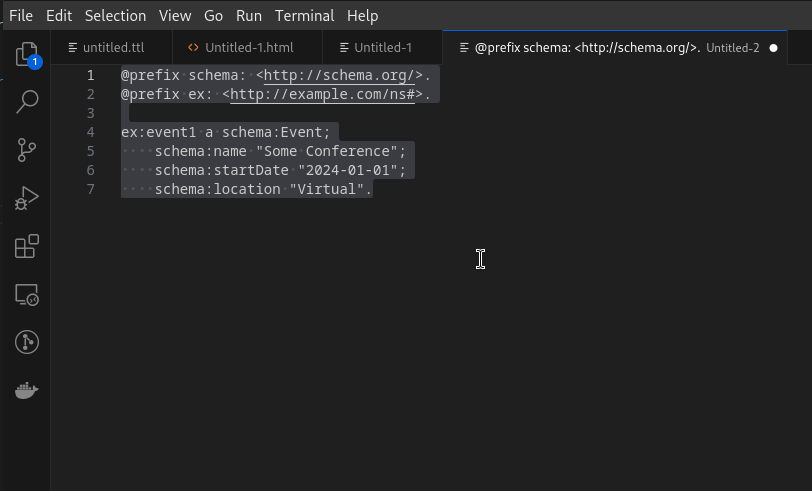 File Edit Selection View Go Run Terminal Help
untitled.ttl Untitled-1.html Untitled-1 @prefix schema: <http://schema.org/>. Untitled-2
1
1 @prefix schema: <http://schema.org/>.
2 @prefix ex: <http://example.com/ns#>.
3
4 ex:event1 a schema:Event;
5     schema:name "Some Conference";
6     schema:startDate "2024-01-01";
7     schema:location "Virtual".